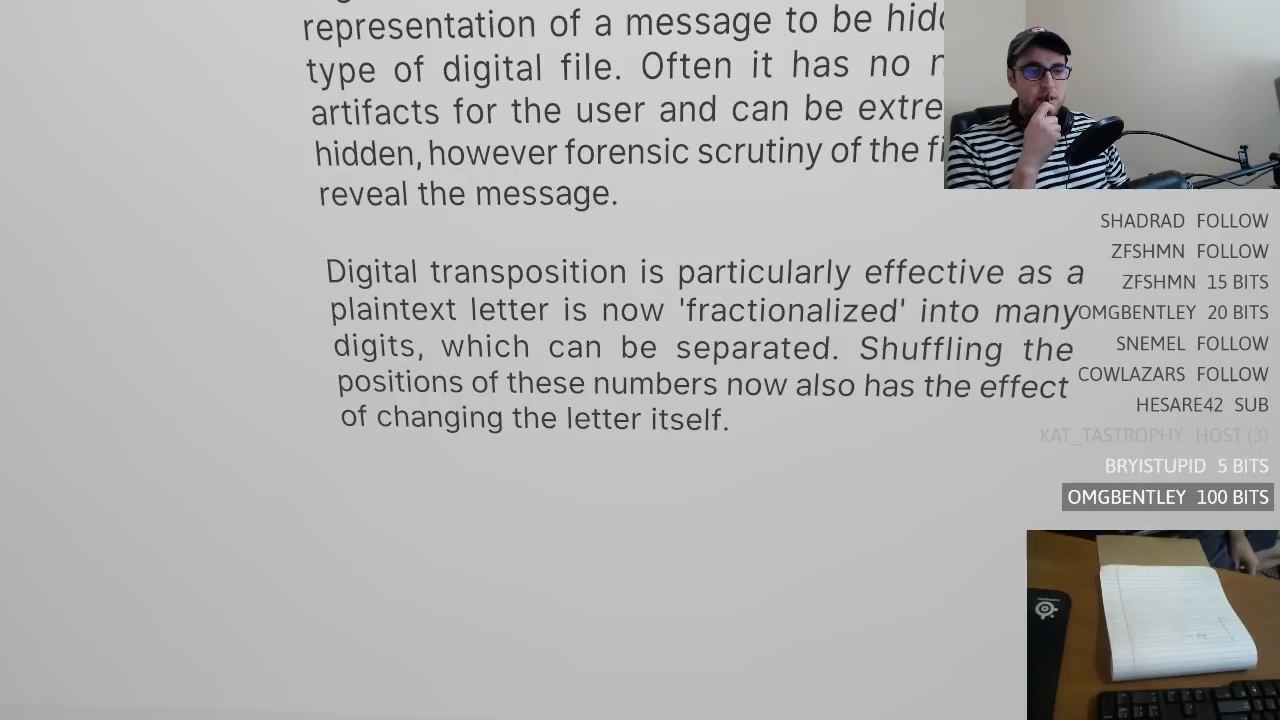 representation of a message to be
type of digital file. Often it has no
artifacts for the user and can be
hidden, however forensic scrutiny of the
reveal the message.
Digital transposition is particularly effective as a
plaintext letter is now 'fractionalized' into many
digits, which can be separated. Shuffling the
positions of these numbers now also has the effect
of changing the letter itself.
SHADRAD FOLLOW
ZFSHMN FOLLOW
ZFSHMN 15 BITS
OMGBENTLEY 20 BITS
SNEMEL FOLLOW
COWLAZARS FOLLOW
HESARE42 SUB
KAT_TASTROPHY HOST (3)
BRYISTUPID 5 BITS
OMGBENTLEY 100 BITS